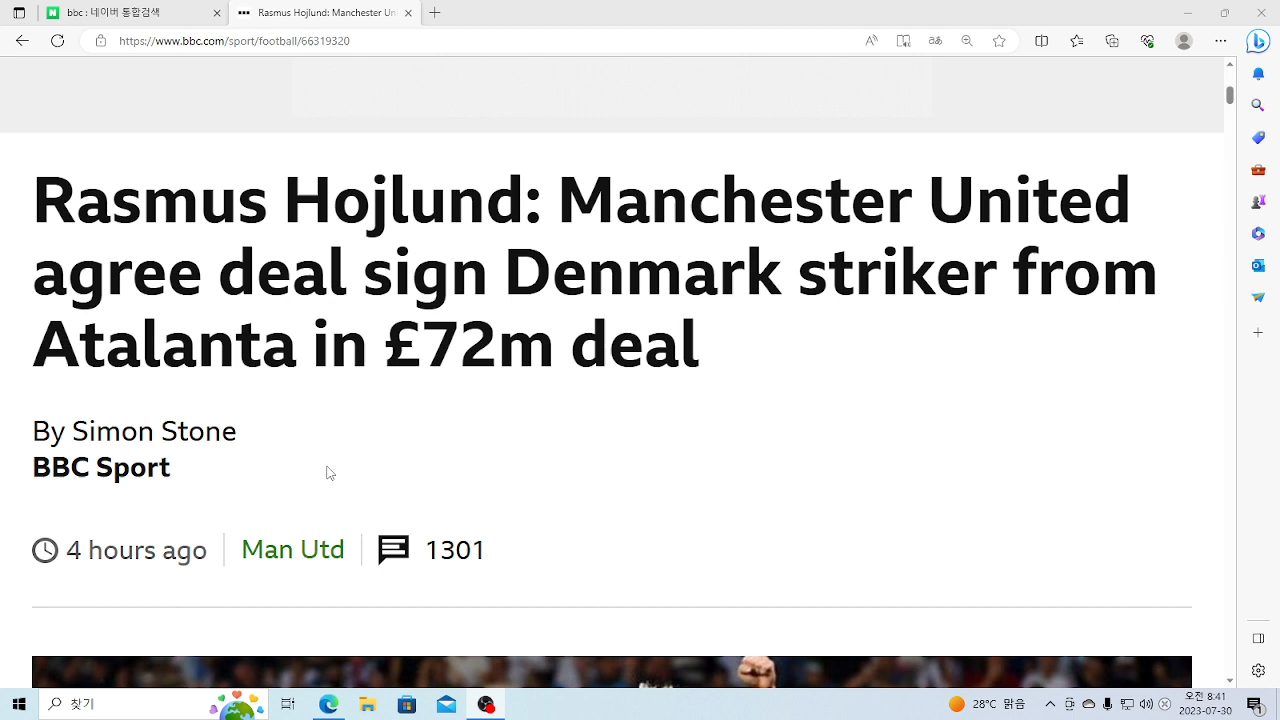 bbc : 네이버 통합검색
Rasmus Hojlund: Manchester Un
https://www.bbc.com/sport/football/66319320
Rasmus Hojlund: Manchester United
agree deal sign Denmark striker from
Atalanta in £72m deal
By Simon Stone
BBC Sport
4 hours ago
Man Utd
1301
찾기
28°C 맑음
오전 8:41
2023-07-30